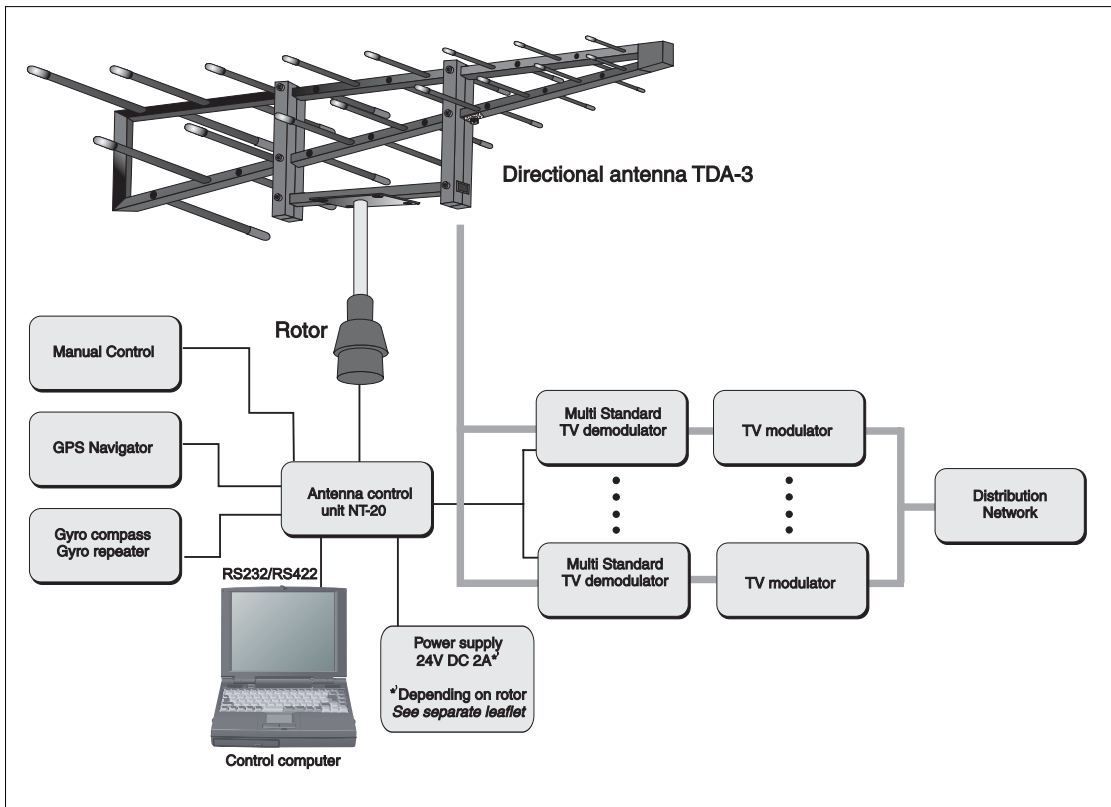 Directional antenna TDA-3
Rotor
Manual Control
GPS Navigator
Gyro compass
Gyro repeater
Antenna control
unit NT-20
Multi Standard
TV demodulator
TV modulator
Distribution
Network
Multi Standard
TV demodulator
TV modulator
RS232/RS422
Control computer
Power supply
24V DC 2A*⁾
*⁾Depending on rotor
See separate leaflet